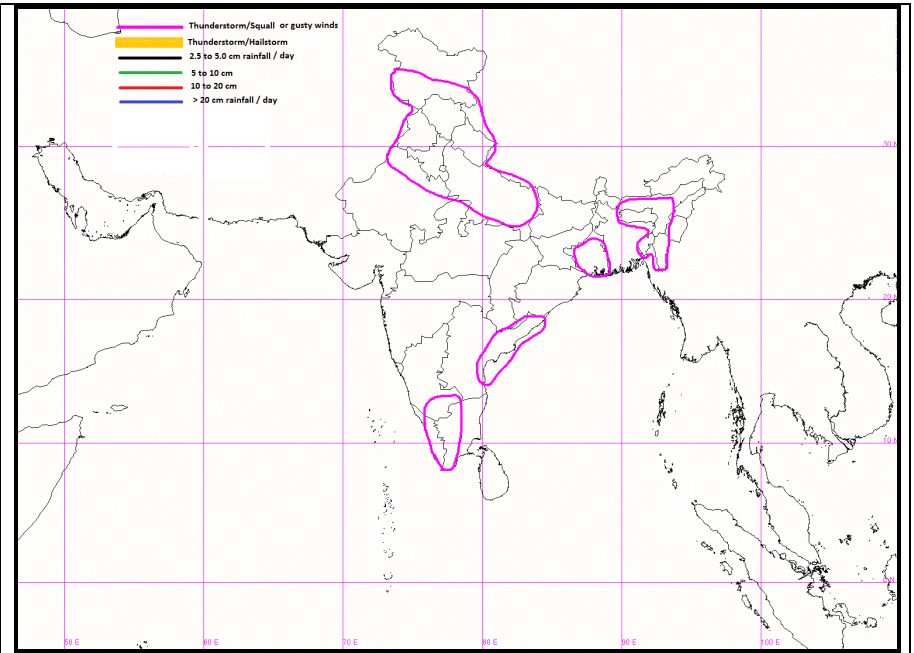 Thunderstorm/Squall or gusty winds
Thunderstorm/Hailstorm
2.5 to 5.0 cm rainfall / day
5 to 10 cm
10 to 20 cm
> 20 cm rainfall / day
30 N
20 N
10 N
0 N
50 E
60 E
70 E
80 E
90 E
100 E